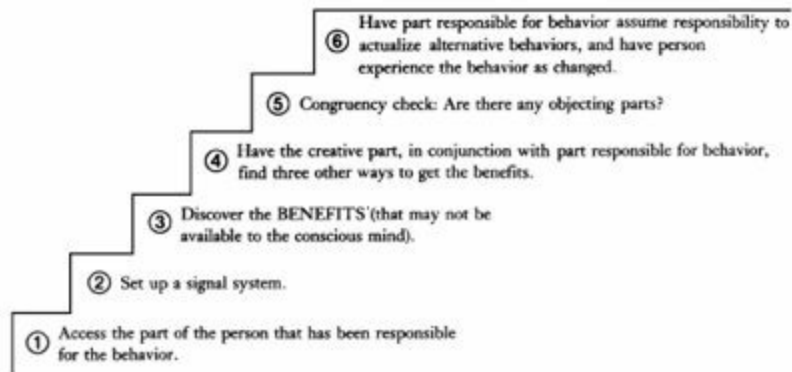 ⑥ Have part responsible for behavior assume responsibility to
actualize alternative behaviors, and have person
experience the behavior as changed.
⑤ Congruency check: Are there any objecting parts?
④ Have the creative part, in conjunction with part responsible for behavior,
find three other ways to get the benefits.
③ Discover the BENEFITS (that may not be
available to the conscious mind).
② Set up a signal system.
① Access the part of the person that has been responsible
for the behavior.